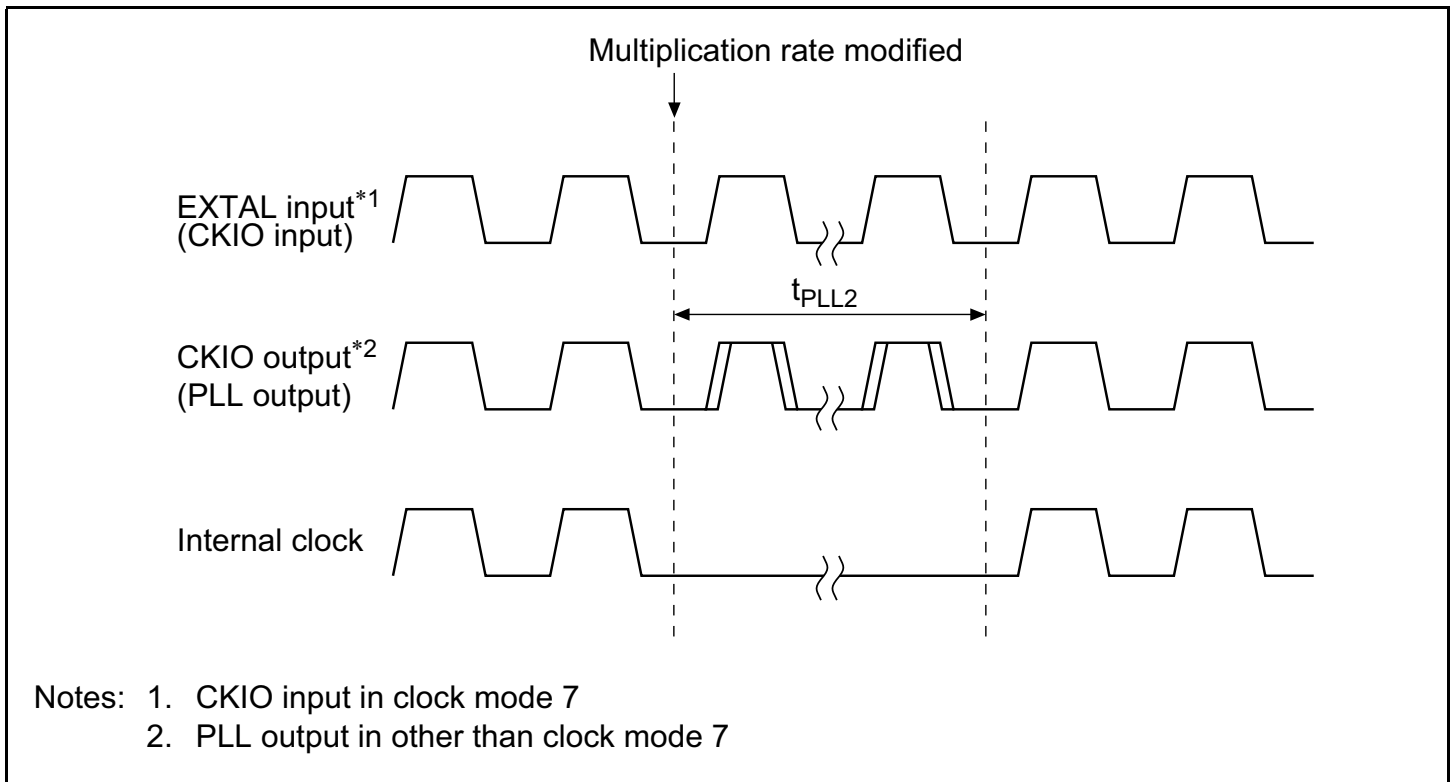 Multiplication rate modified
EXTAL input*1
(CKIO input)
tPLL2
CKIO output*2
(PLL output)
Internal clock
Notes: 1. CKIO input in clock mode 7
2. PLL output in other than clock mode 7